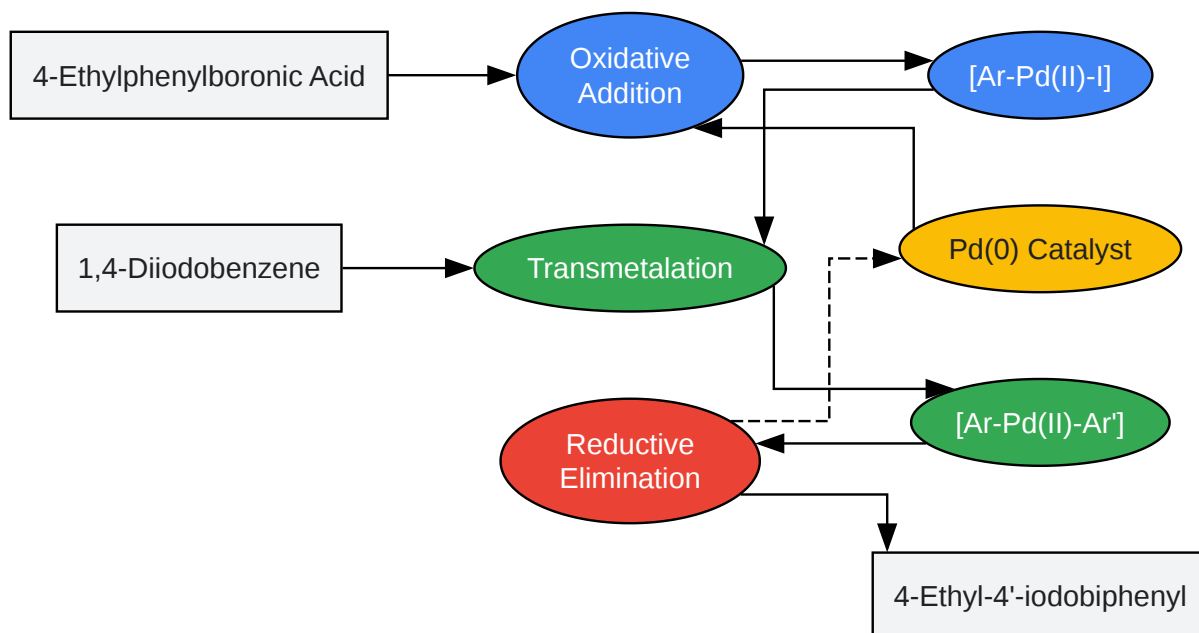 4-Ethylphenylboronic Acid
Oxidative
Addition
[Ar-Pd(II)-I]
1,4-Diiodobenzene
Transmetalation
Pd(0) Catalyst
Reductive
Elimination
[Ar-Pd(II)-Ar']
4-Ethyl-4'-iodobiphenyl